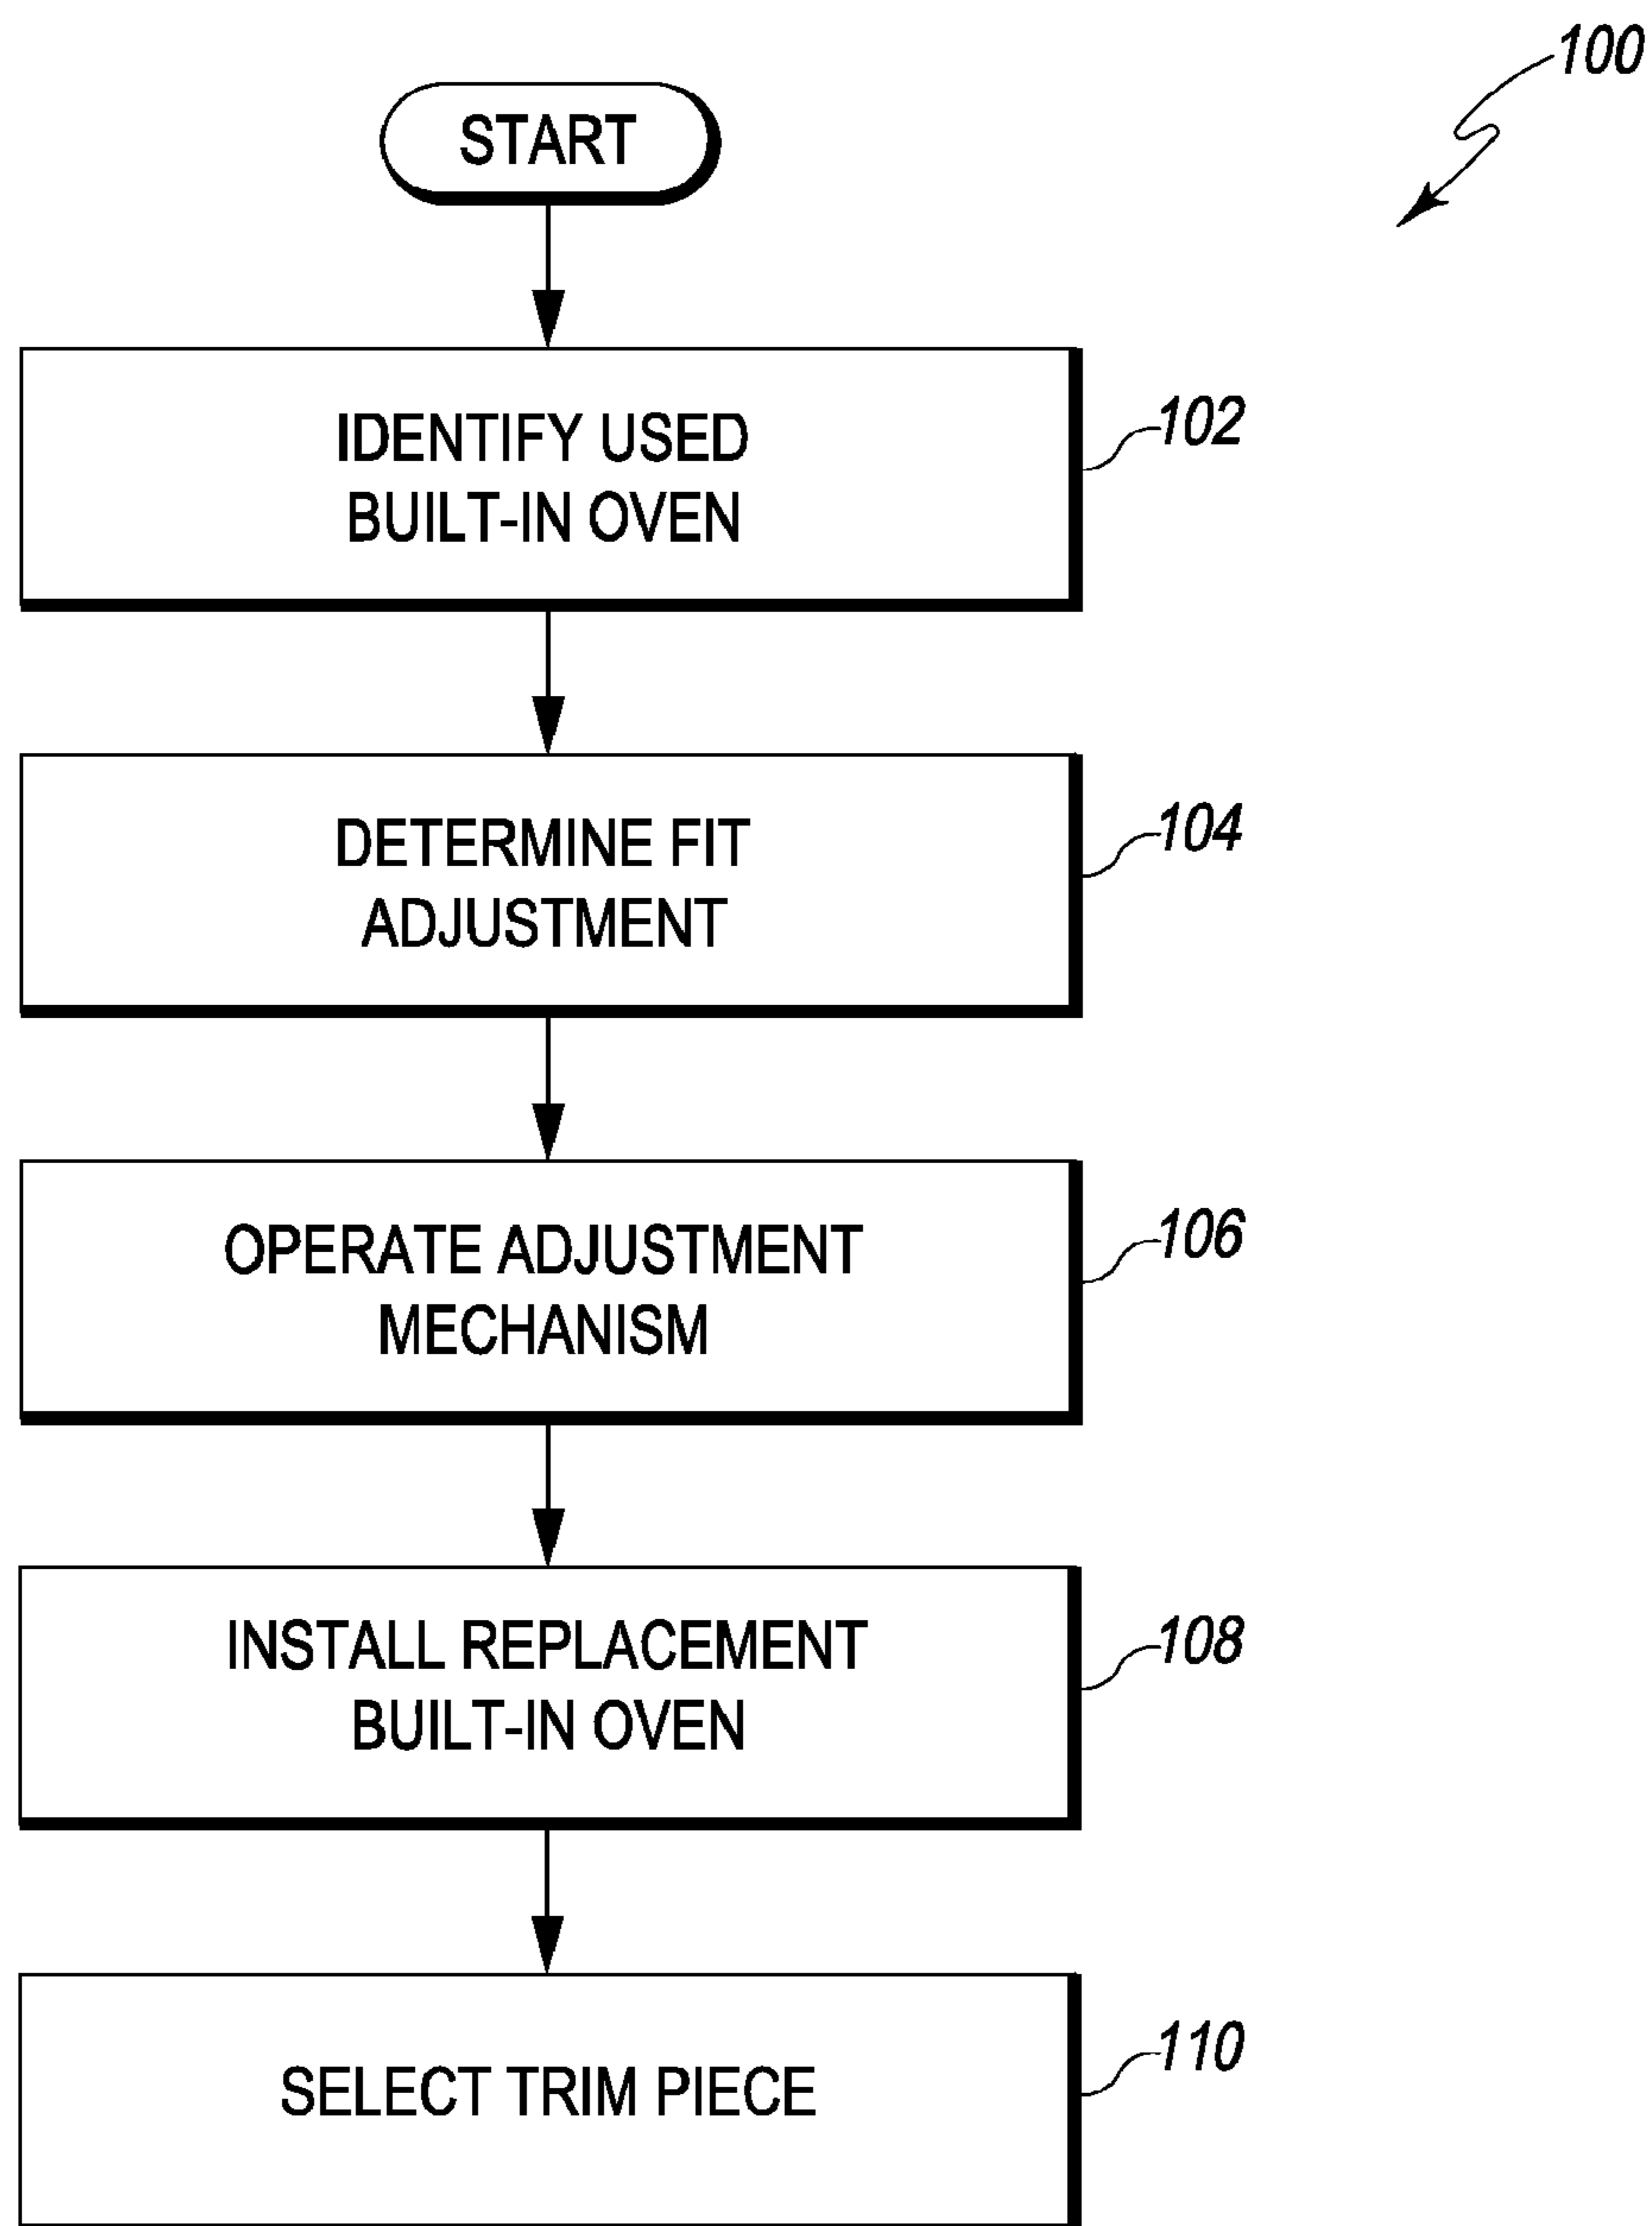 100
START
IDENTIFY USED
BUILT-IN OVEN
102
DETERMINE FIT
ADJUSTMENT
104
OPERATE ADJUSTMENT
MECHANISM
106
INSTALL REPLACEMENT
BUILT-IN OVEN
108
SELECT TRIM PIECE
110